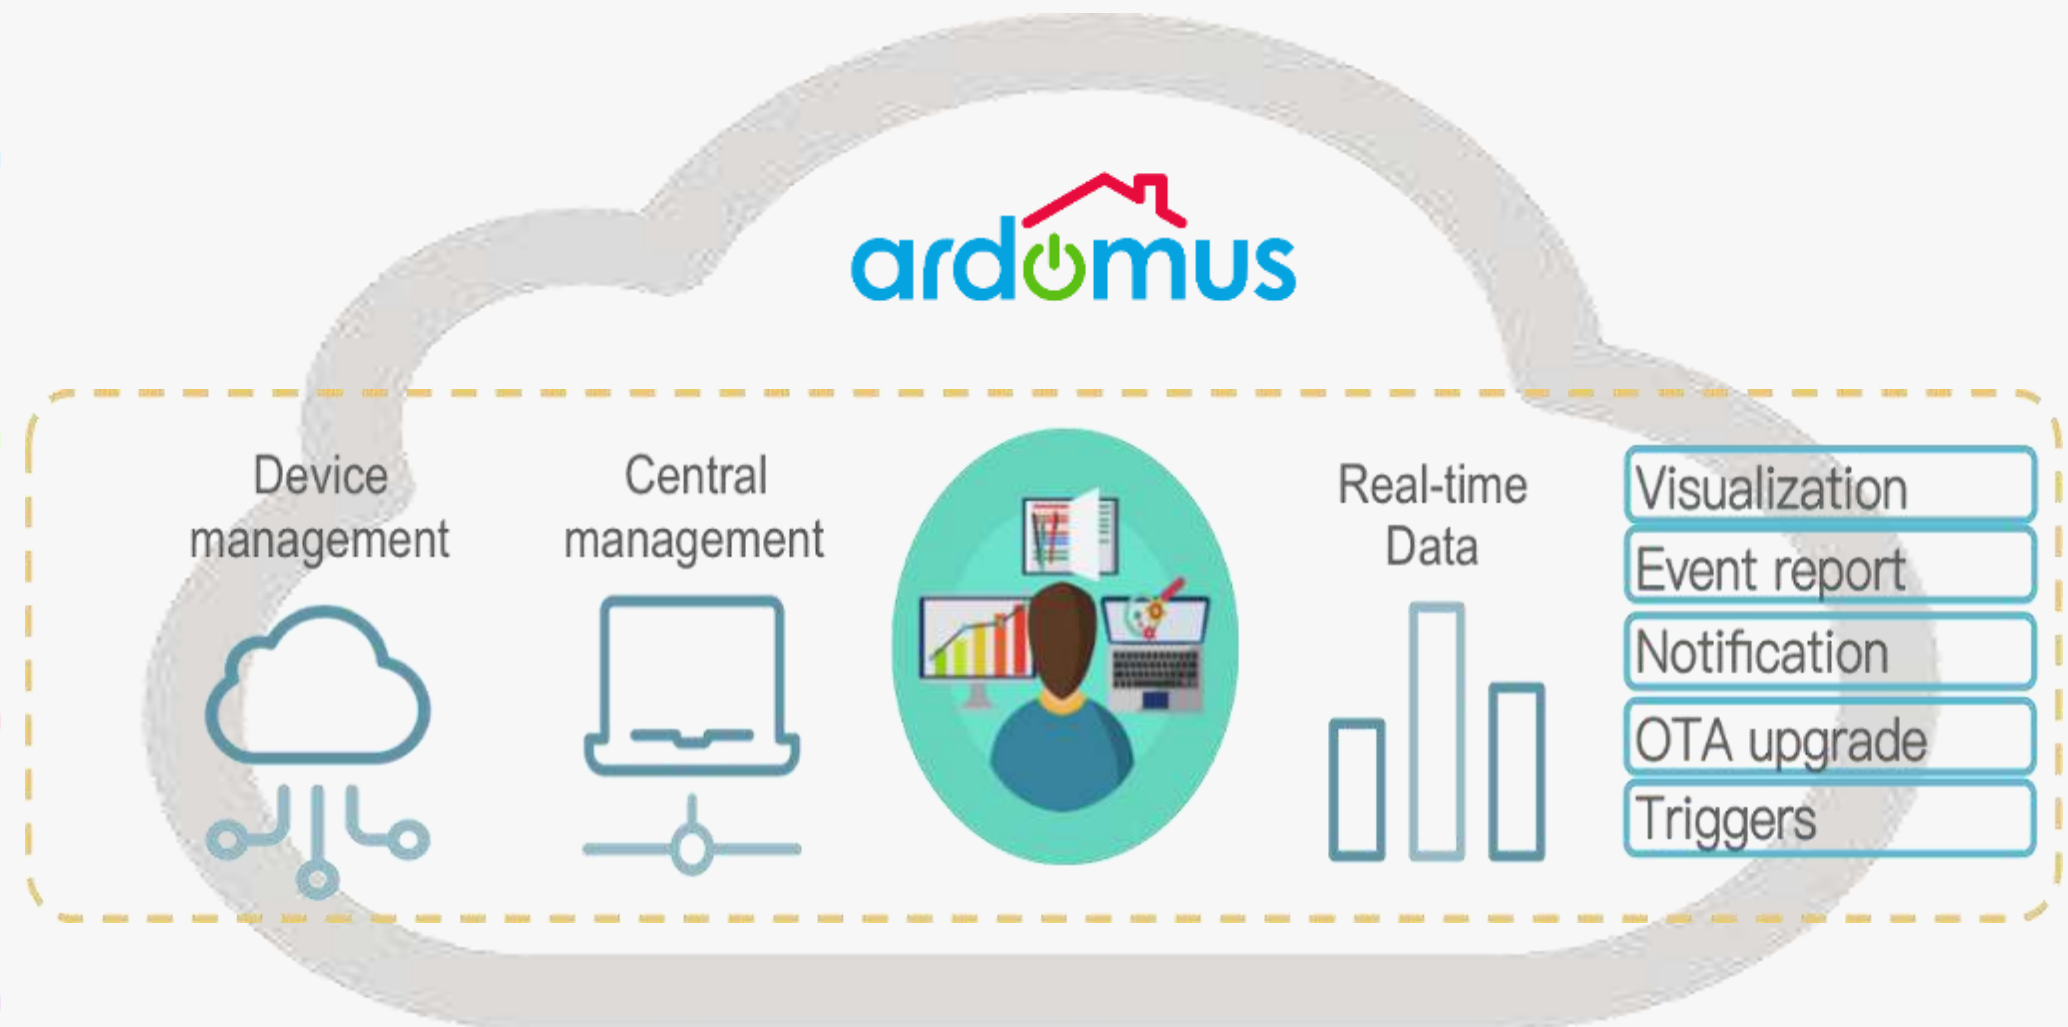 ardomus
Device
management
Central
management
Real-time
Data
Visualization
Event report
Notification
OTA upgrade
Triggers